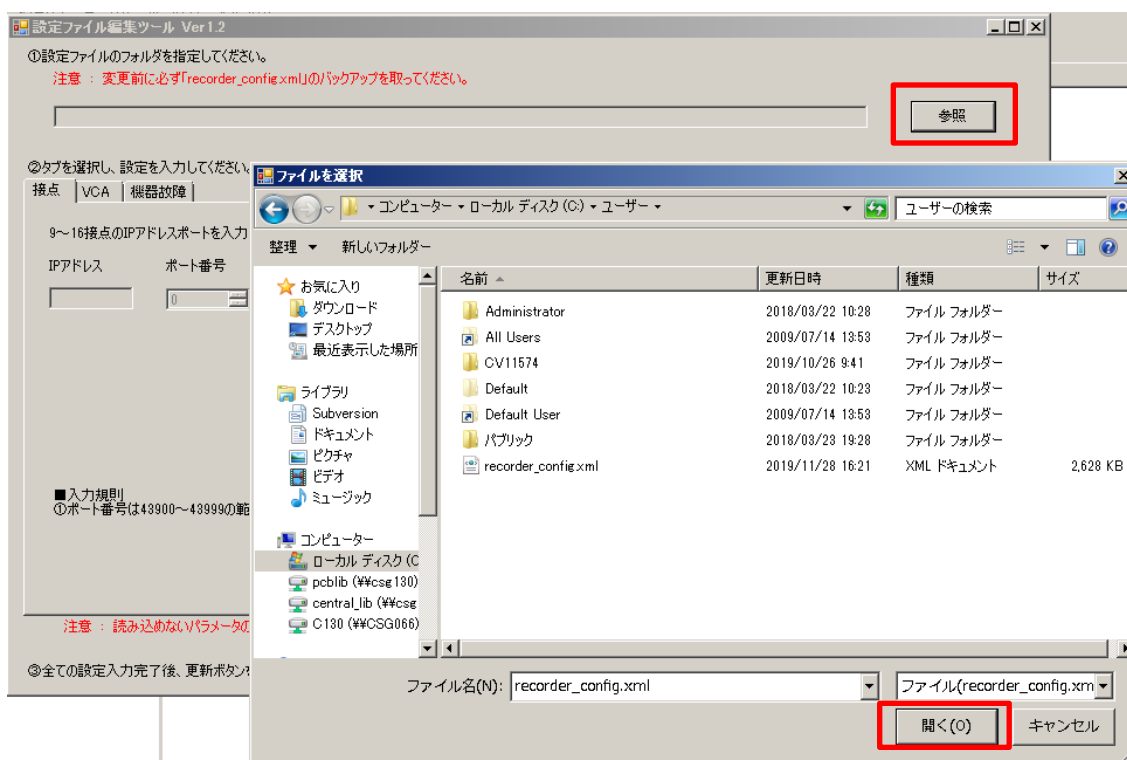 設定ファイル編集ツール Ver1.2
①設定ファイルのフォルダを指定してください。
注意 : 変更前に必ず「recorder_config.xml」のバックアップを取ってください。
参照
②タブを選択し、設定を入力してください。
接点 VCA 機器故障
9～16接点のIPアドレスポートを入力
IPアドレス ポート番号
0
■入力規則
①ポート番号は43900～43999の範
注意 : 読み込めないパラメータの
③全ての設定入力完了後、更新ボタン
ファイルを選択
コンピューター ローカル ディスク (C:) ユーザー
ユーザーの検索
整理 新しいフォルダー
お気に入り
ダウンロード
デスクトップ
最近表示した場所
ライブラリ
Subversion
ドキュメント
ピクチャ
ビデオ
ミュージック
コンピューター
ローカル ディスク (C
pcblib (¥¥csg130)
central_lib (¥¥csg
C130 (¥¥CSG066)
名前 更新日時 種類 サイズ
Administrator 2018/03/22 10:28 ファイル フォルダー
All Users 2009/07/14 13:53 ファイル フォルダー
CV11574 2019/10/26 9:41 ファイル フォルダー
Default 2018/03/22 10:23 ファイル フォルダー
Default User 2009/07/14 13:53 ファイル フォルダー
パブリック 2018/03/23 19:28 ファイル フォルダー
recorder_config.xml 2019/11/28 16:21 XML ドキュメント 2,628 KB
ファイル名(N): recorder_config.xml ファイル(recorder_config.xm
開く(O) キャンセル